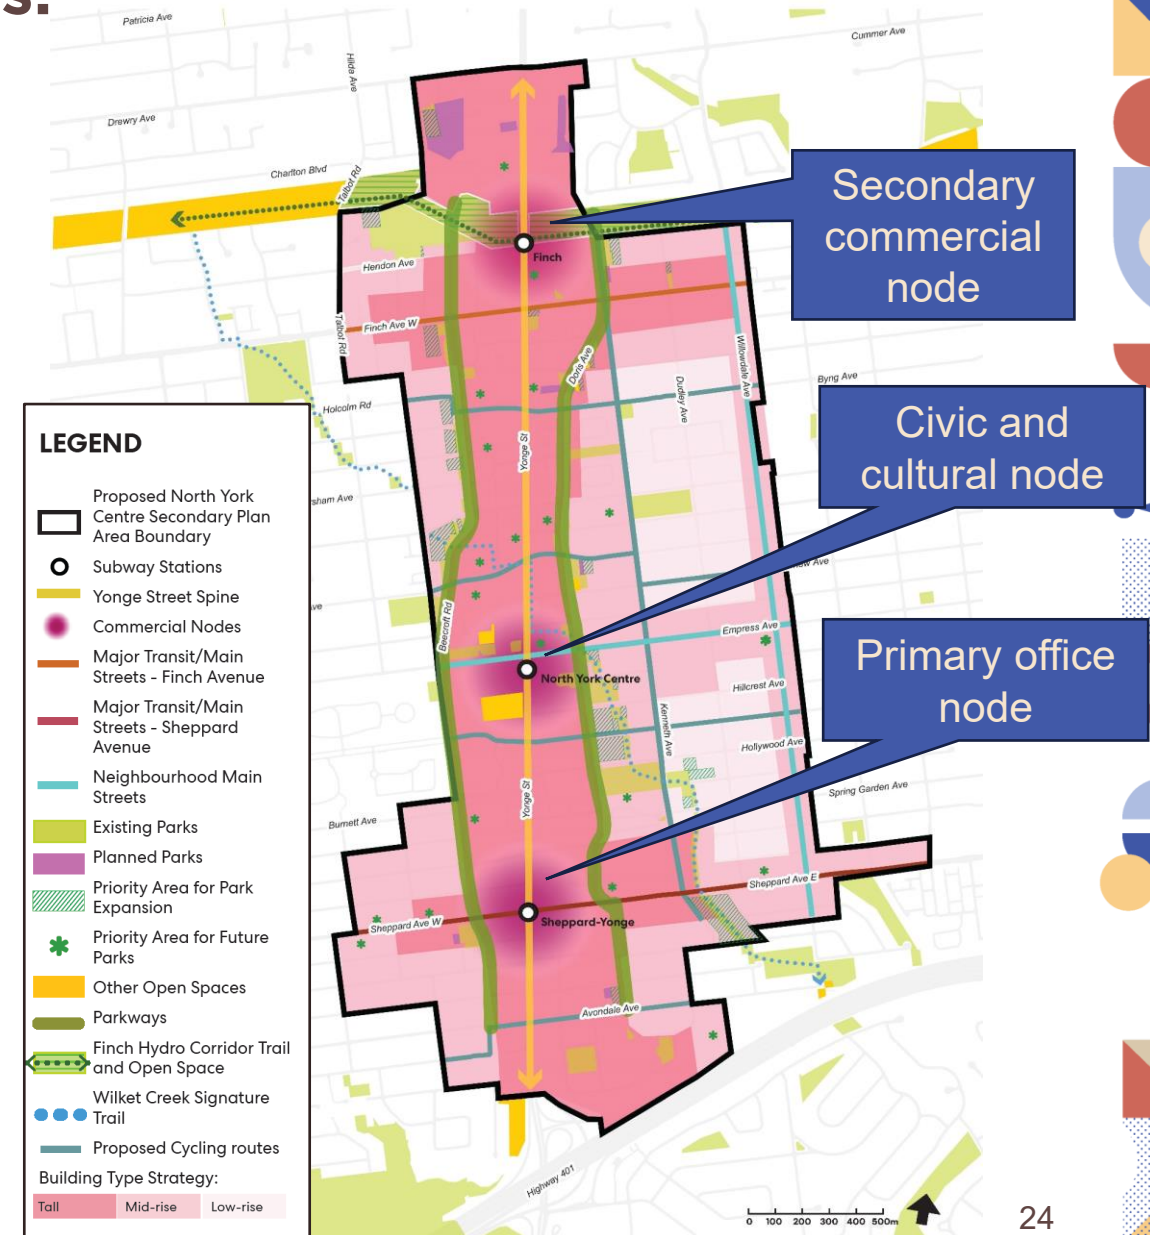 s.
Patricia Ave
Cummer Ave
Hilda Ave
Drewry Ave
Charlton Blvd
Talbot Rd
Secondary
commercial
node
Finch
Hendon Ave
Finch Ave W
Talbot Rd
Doris Ave
Willowdale Ave
Dudley Ave
Byng Ave
Holcolm Rd
Yonge St
Civic and
cultural node
sham Ave
ow Ave
ve
Beecroft Rd
Empress Ave
North York Centre
Primary office
node
Hillcrest Ave
Kenneth Ave
Hollywood Ave
Yonge St
Spring Garden Ave
Burnett Ave
Sheppard Ave E
Sheppard Ave W
Sheppard-Yonge
Avondale Ave
Highway 401
0 100 200 300 400 500m
LEGEND
Proposed North York
Centre Secondary Plan
Area Boundary
Subway Stations
Yonge Street Spine
Commercial Nodes
Major Transit/Main
Streets - Finch Avenue
Major Transit/Main
Streets - Sheppard
Avenue
Neighbourhood Main
Streets
Existing Parks
Planned Parks
Priority Area for Park
Expansion
Priority Area for Future
Parks
Other Open Spaces
Parkways
Finch Hydro Corridor Trail
and Open Space
Wilket Creek Signature
Trail
Proposed Cycling routes
Building Type Strategy:
Tall Mid-rise Low-rise
24